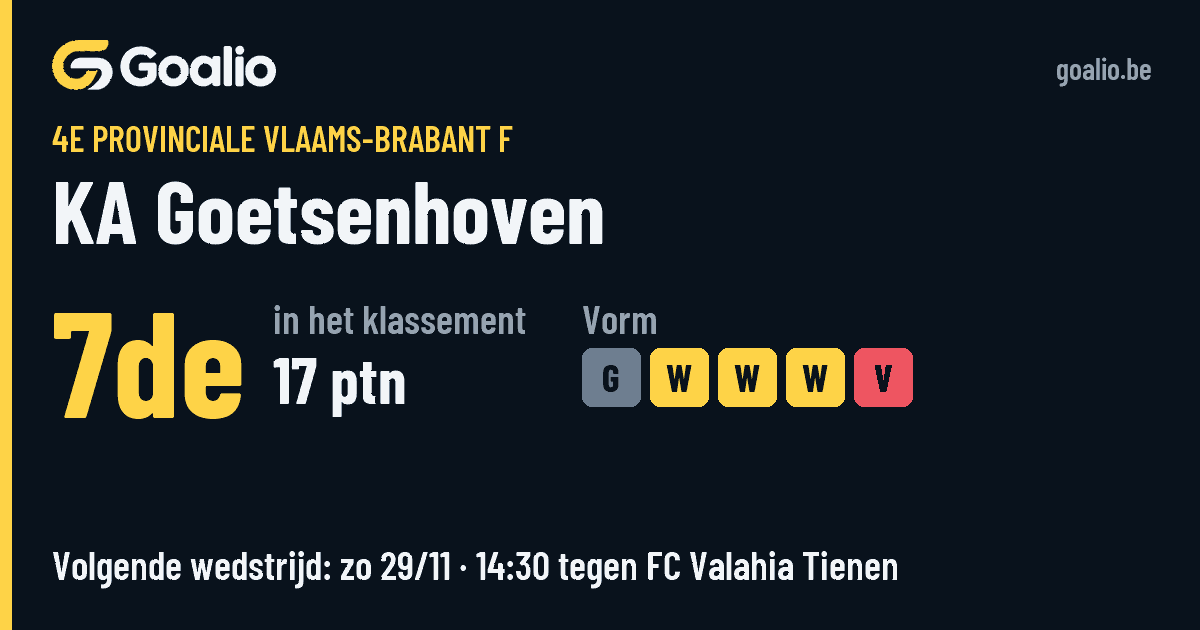 Goalio
goalio.be
4E PROVINCIALE VLAAMS-BRABANT F
KA Goetsenhoven
7de
in het klassement
17 ptn
Vorm
G W W W V
Volgende wedstrijd: zo 29/11 · 14:30 tegen FC Valahia Tienen